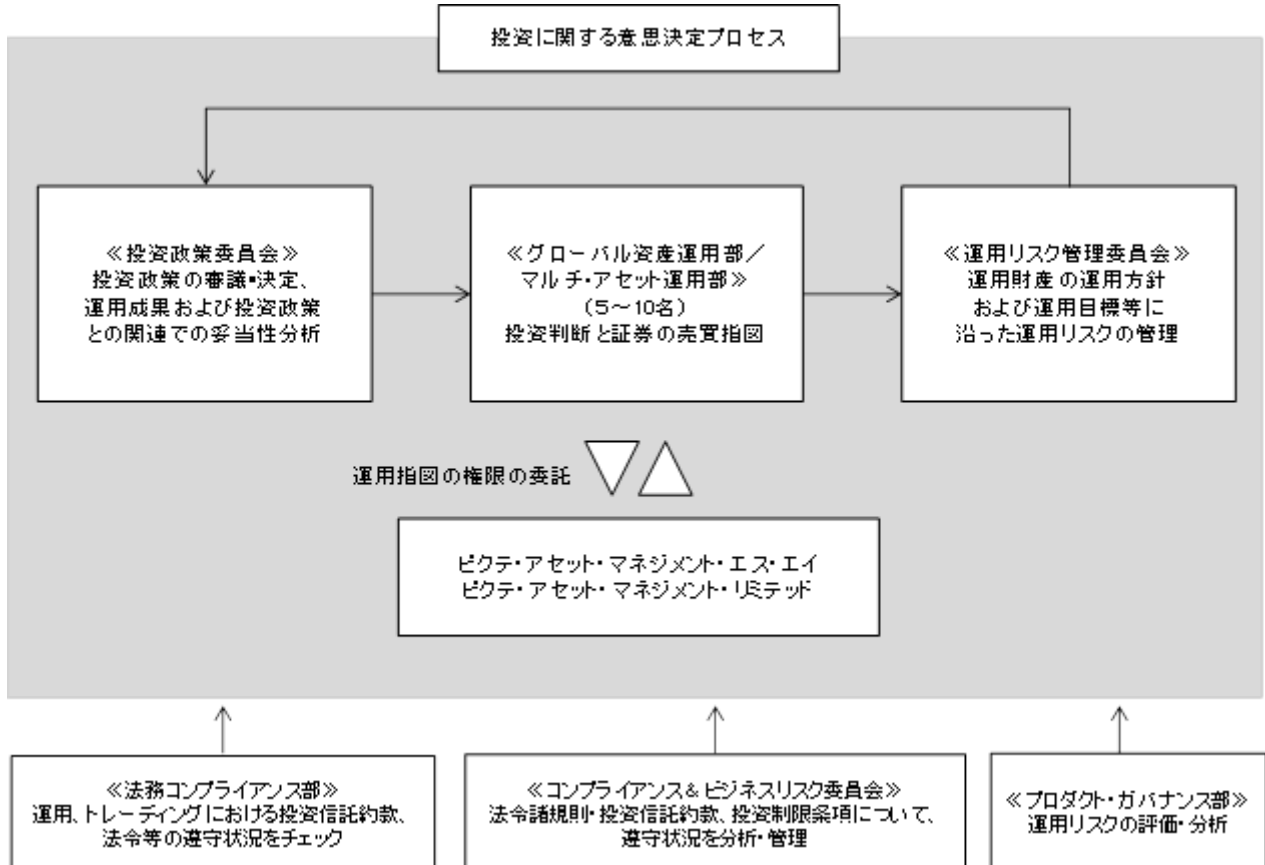 投資に関する意思決定プロセス
≪投資政策委員会≫
投資政策の審議・決定、
運用成果および投資政策
との関連での妥当性分析
≪グローバル資産運用部／
マルチ・アセット運用部≫
（5～10名）
投資判断と証券の売買指図
≪運用リスク管理委員会≫
運用財産の運用方針
および運用目標等に
沿った運用リスクの管理
運用指図の権限の委託
ピクテ・アセット・マネジメント・エス・エイ
ピクテ・アセット・マネジメント・リミテッド
≪法務コンプライアンス部≫
運用、トレーディングにおける投資信託約款、
法令等の遵守状況をチェック
≪コンプライアンス＆ビジネスリスク委員会≫
法令諸規則・投資信託約款、投資制限条項について、
遵守状況を分析・管理
≪プロダクト・ガバナンス部≫
運用リスクの評価・分析